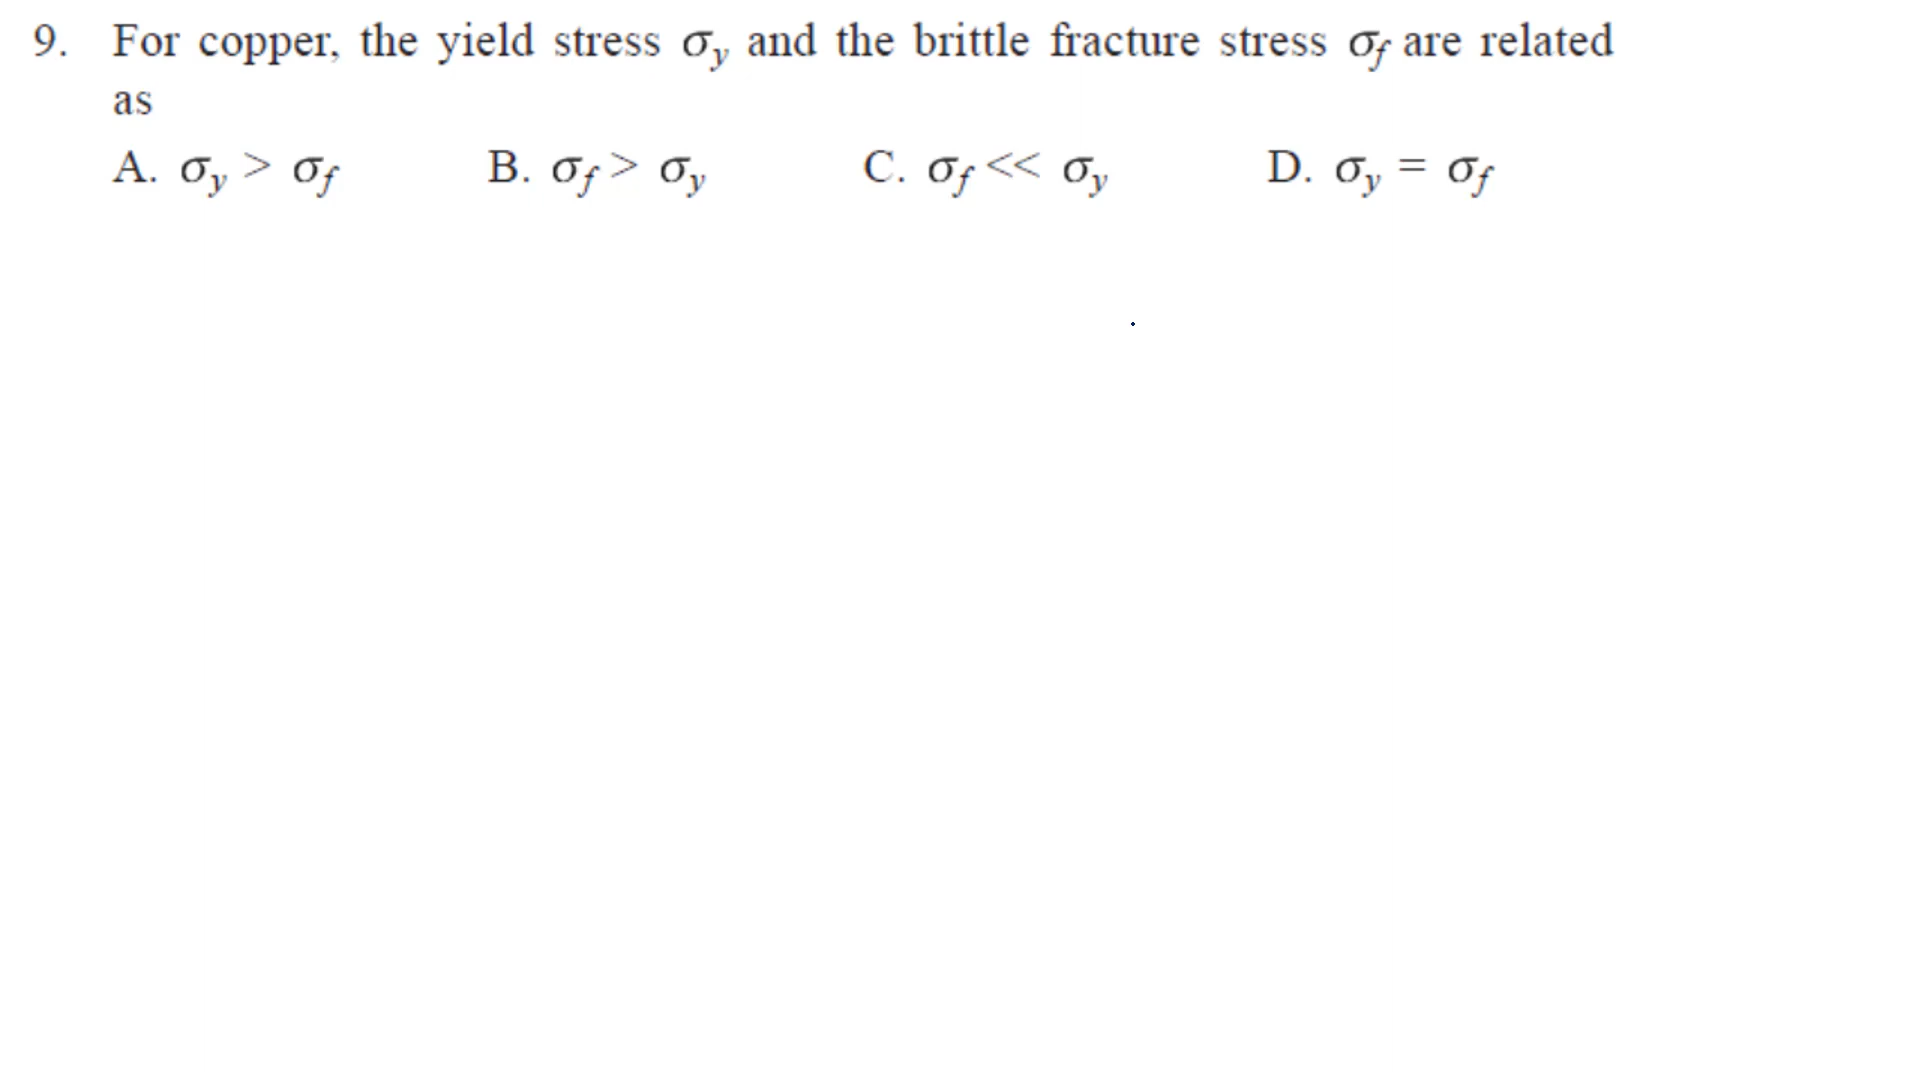 9. For copper, the yield stress σy and the brittle fracture stress σf are related
as
A. σy > σf B. σf > σy C. σf << σy D. σy = σf